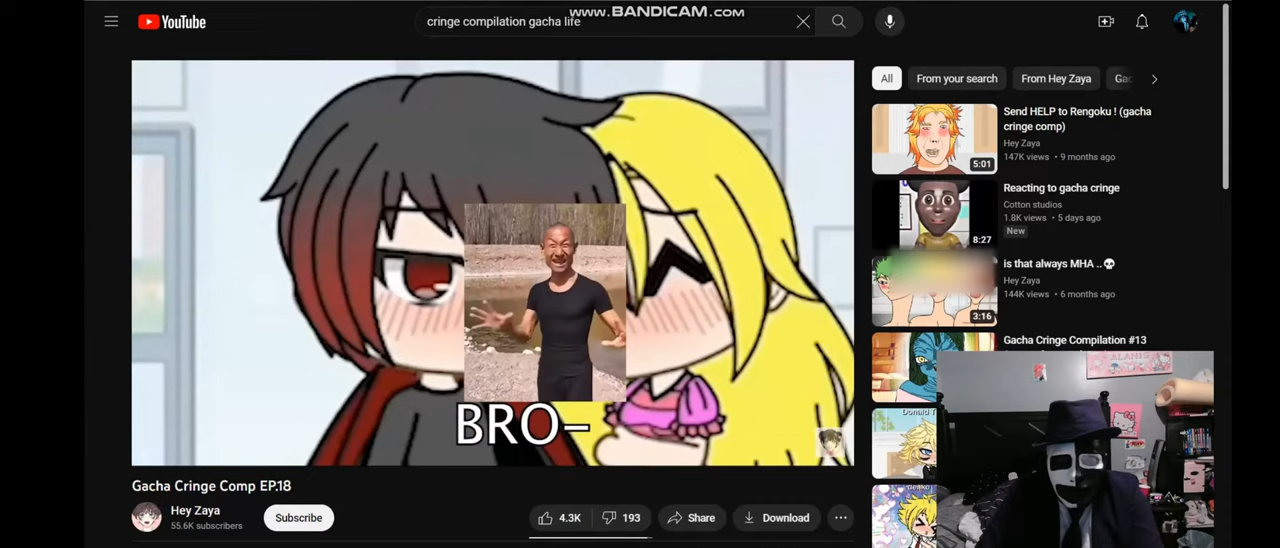 www.BANDICAM.com
YouTube
cringe compilation gacha life
All
From your search
From Hey Zaya
Send HELP to Rengoku ! (gacha
cringe comp)
Hey Zaya
147K views • 9 months ago
5:01
Reacting to gacha cringe
Cotton studios
1.8K views • 5 days ago
New
8:27
is that always MHA ..💀
Hey Zaya
144K views • 6 months ago
3:16
Gacha Cringe Compilation #13
BRO-
Gacha Cringe Comp EP.18
Hey Zaya
55.6K subscribers
Subscribe
4.3K
193
Share
Download
...